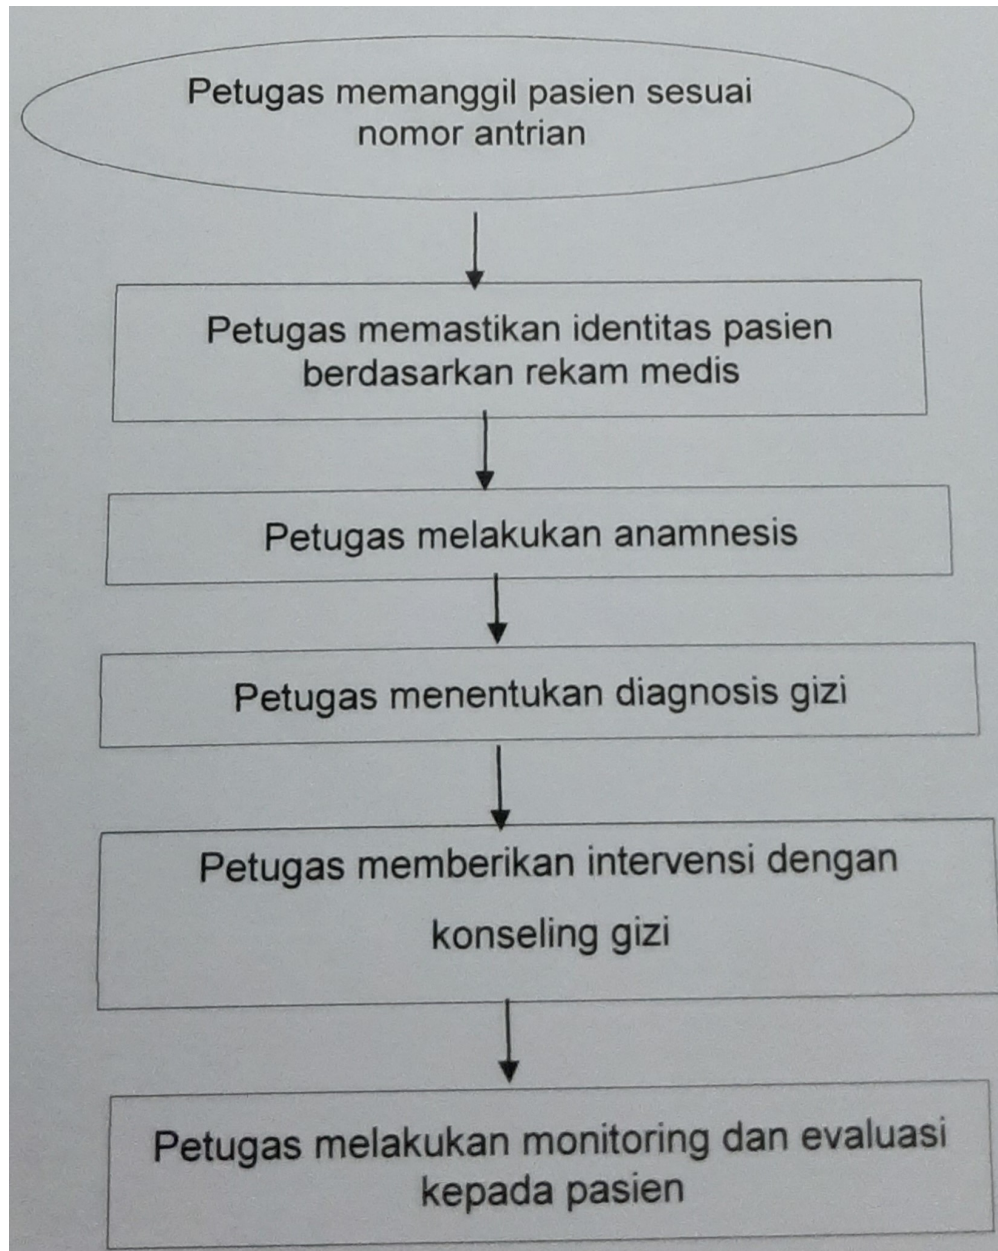 Petugas memanggil pasien sesuai
nomor antrian
Petugas memastikan identitas pasien
berdasarkan rekam medis
Petugas melakukan anamnesis
Petugas menentukan diagnosis gizi
Petugas memberikan intervensi dengan
konseling gizi
Petugas melakukan monitoring dan evaluasi
kepada pasien